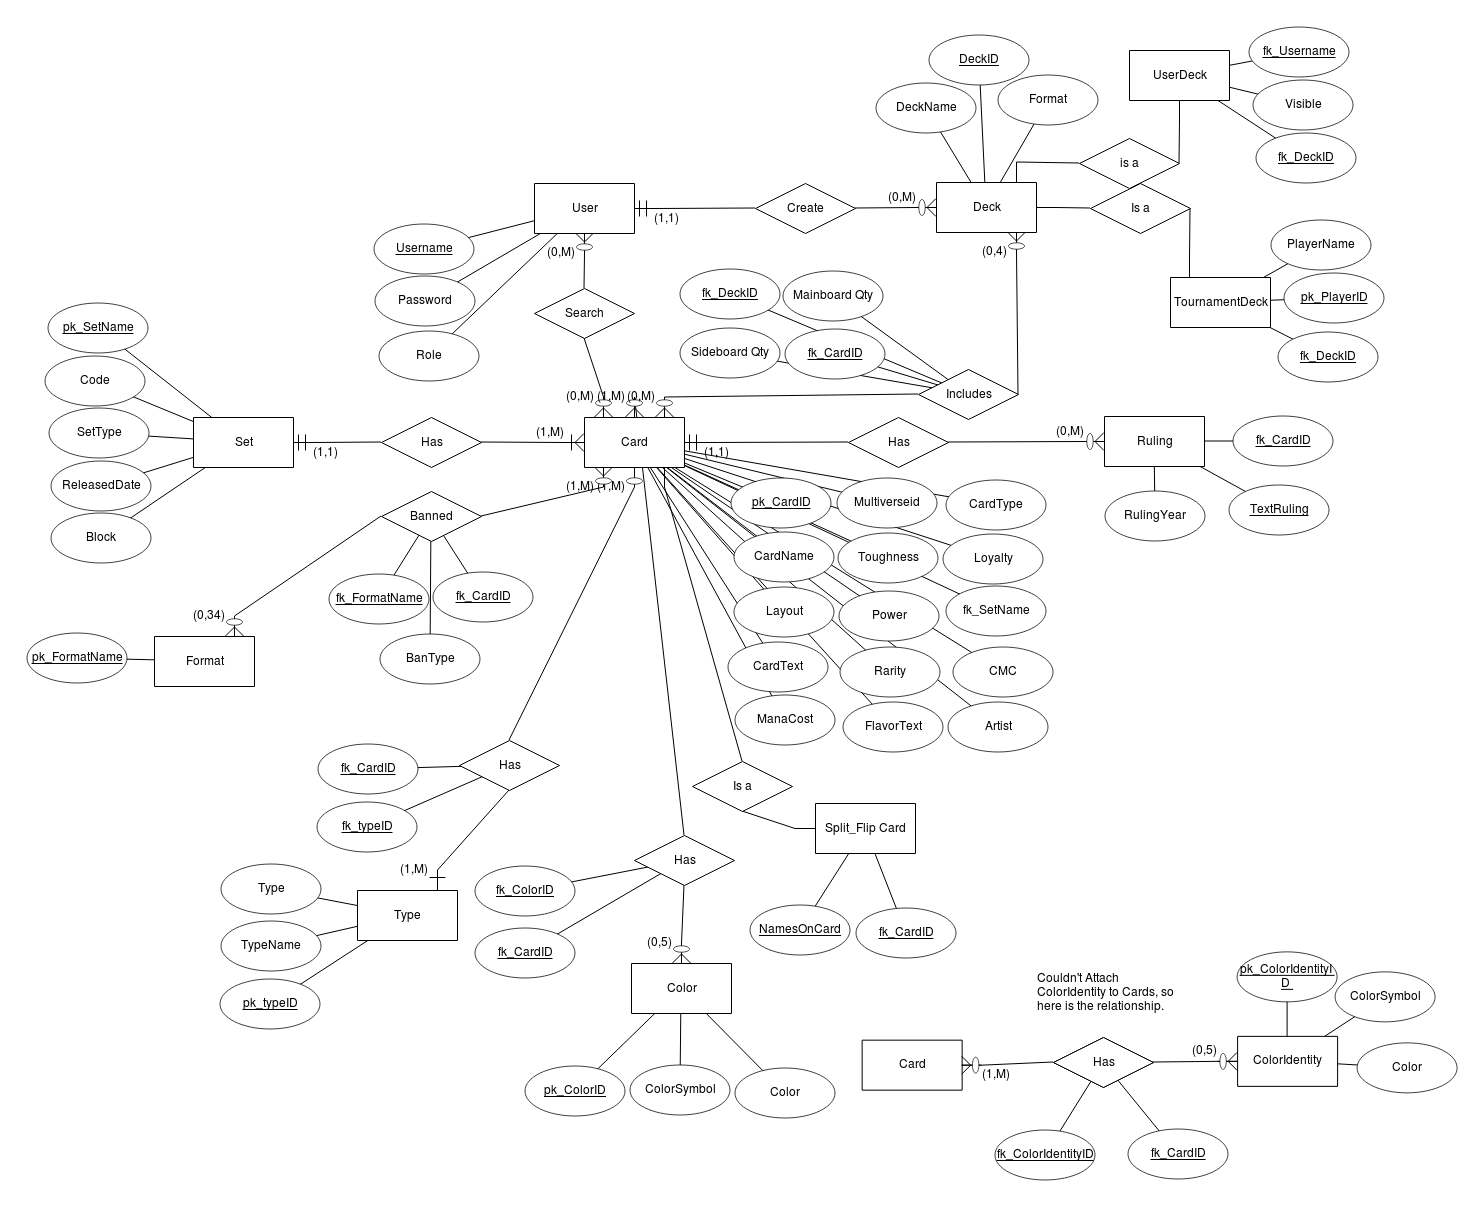 fk_Username
DeckID
UserDeck
Format
DeckName
Visible
fk_DeckID
is a
User
Create
(0,M)
Deck
Is a
(1,1)
Username
(0,M)
(0,4)
PlayerName
fk_DeckID
Mainboard Qty
pk_PlayerID
Password
TournamentDeck
Search
pk_SetName
Sideboard Qty
fk_CardID
Role
fk_DeckID
Code
(0,M)
(1,M)
(0,M)
Includes
SetType
(1,M)
(0,M)
Set
Has
Card
Has
Ruling
fk_CardID
(1,1)
(1,1)
ReleasedDate
(1,M)
(1,M)
pk_CardID
Multiverseid
CardType
TextRuling
RulingYear
Banned
Block
CardName
Toughness
Loyalty
fk_FormatName
fk_CardID
Layout
Power
fk_SetName
(0,34)
pk_FormatName
Format
BanType
CardText
Rarity
CMC
ManaCost
FlavorText
Artist
fk_CardID
Has
Is a
fk_typeID
Split_Flip Card
(1,M)
Has
Type
fk_ColorID
Type
NamesOnCard
fk_CardID
TypeName
(0,5)
fk_CardID
pk_typeID
Color
Couldn't Attach
ColorIdentity to Cards, so
here is the relationship.
pk_ColorIdentityI
D
ColorSymbol
(0,5)
Card
Has
ColorIdentity
Color
(1,M)
pk_ColorID
ColorSymbol
Color
fk_ColorIdentityID
fk_CardID